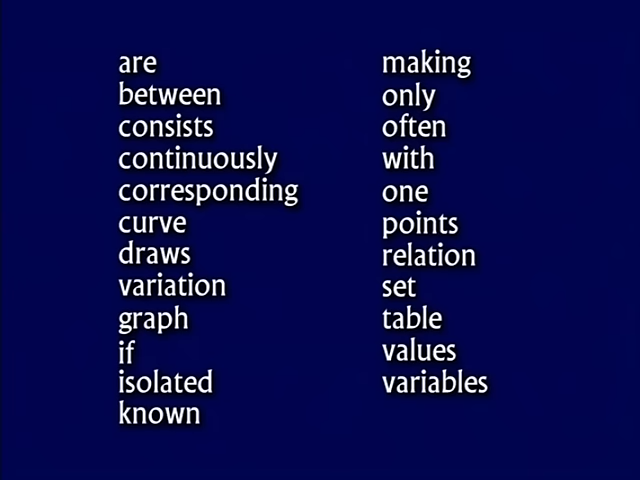 are
between
consists
continuously
corresponding
curve
draws
variation
graph
if
isolated
known
making
only
often
with
one
points
relation
set
table
values
variables